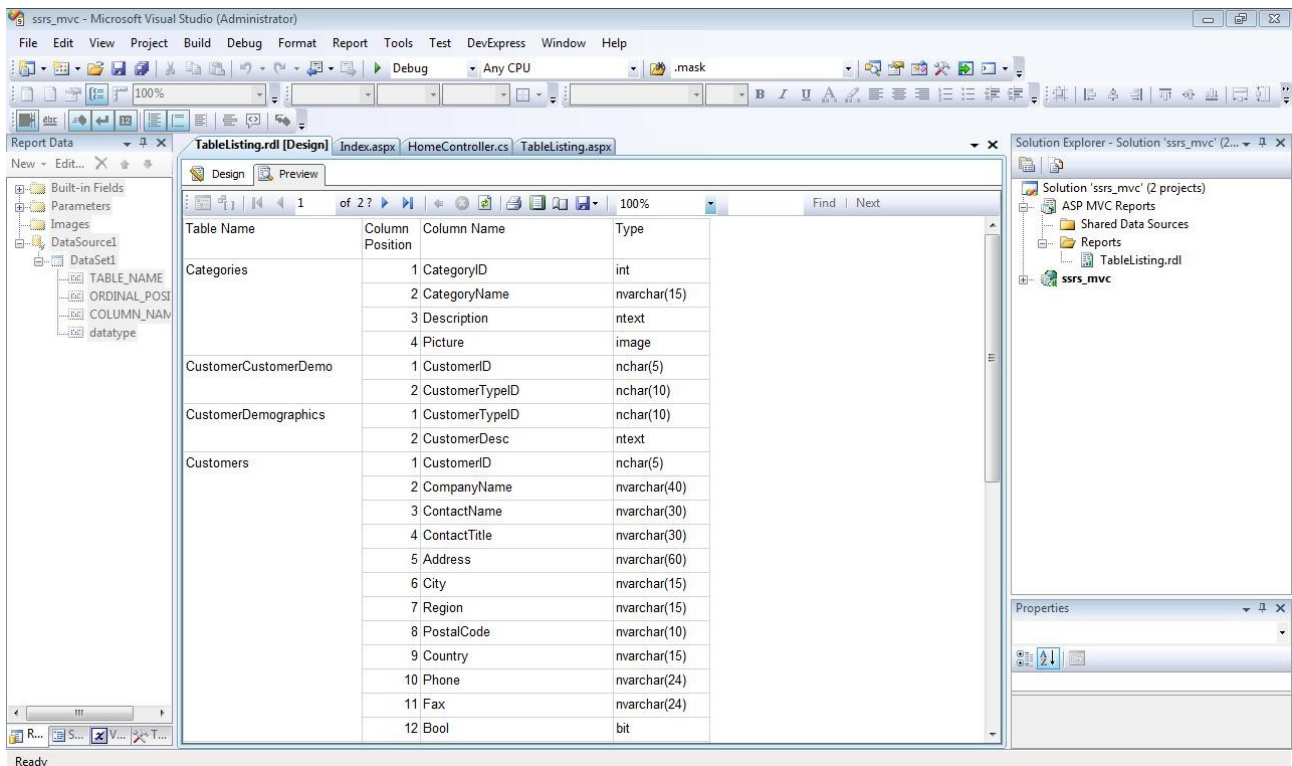 ssrs_mvc - Microsoft Visual Studio (Administrator)
File Edit View Project Build Debug Format Report Tools Test DevExpress Window Help
Debug Any CPU .mask
100% B I U A
abc 12
Report Data
New Edit...
Built-in Fields
Parameters
Images
DataSource1
DataSet1
TABLE_NAME
ORDINAL_POSI
COLUMN_NAM
datatype
R... S... V... T...
TableListing.rdl [Design] Index.aspx HomeController.cs TableListing.aspx
Design Preview
1 of 2 ? 100% Find | Next
Table Name Column Position Column Name Type
Categories 1 CategoryID int
2 CategoryName nvarchar(15)
3 Description ntext
4 Picture image
CustomerCustomerDemo 1 CustomerID nchar(5)
2 CustomerTypeID nchar(10)
CustomerDemographics 1 CustomerTypeID nchar(10)
2 CustomerDesc ntext
Customers 1 CustomerID nchar(5)
2 CompanyName nvarchar(40)
3 ContactName nvarchar(30)
4 ContactTitle nvarchar(30)
5 Address nvarchar(60)
6 City nvarchar(15)
7 Region nvarchar(15)
8 PostalCode nvarchar(10)
9 Country nvarchar(15)
10 Phone nvarchar(24)
11 Fax nvarchar(24)
12 Bool bit
Solution Explorer - Solution 'ssrs_mvc' (2...
Solution 'ssrs_mvc' (2 projects)
ASP MVC Reports
Shared Data Sources
Reports
TableListing.rdl
ssrs_mvc
Properties
Ready